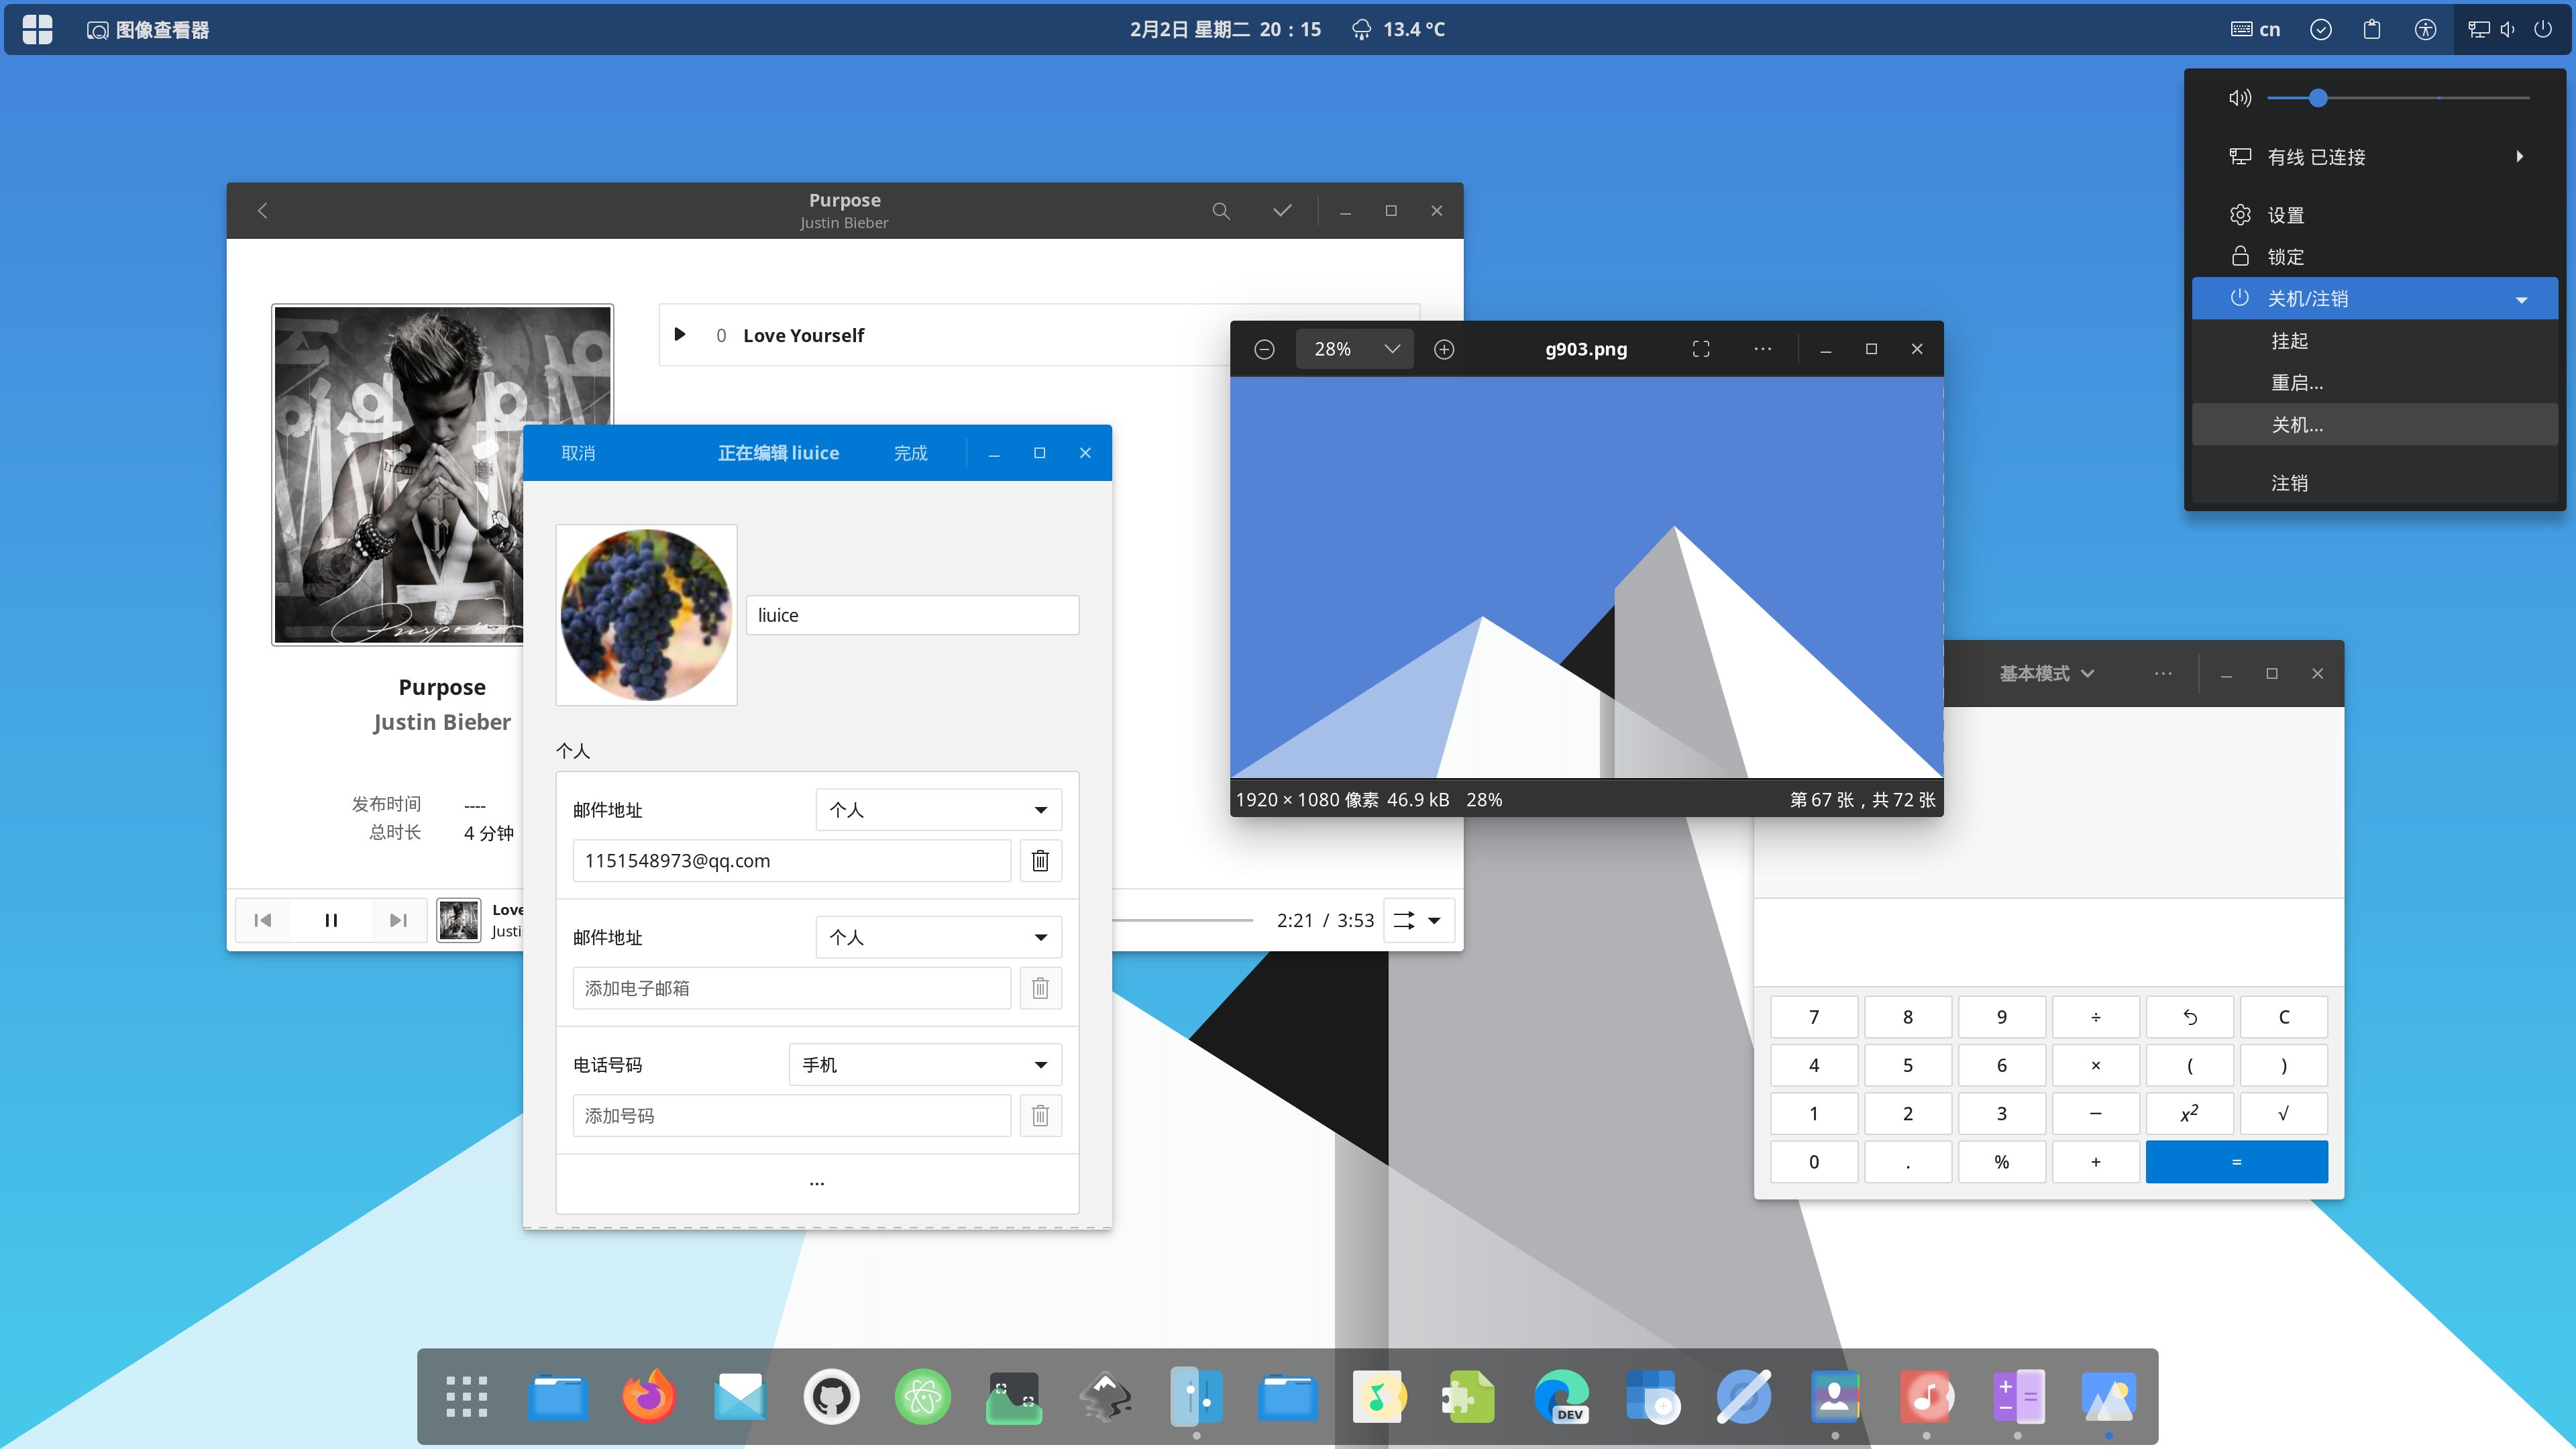 图像查看器
2月2日 星期二 20：15
13.4 °C
cn
有线 已连接
设置
锁定
关机/注销
挂起
重启...
关机...
注销
Purpose
Justin Bieber
0 Love Yourself
Purpose
Justin Bieber
发布时间 ----
总时长 4 分钟
Love
Justi
2:21 / 3:53
取消
正在编辑 liuice
完成
liuice
个人
邮件地址
个人
1151548973@qq.com
邮件地址
个人
添加电子邮箱
电话号码
手机
添加号码
...
28%
g903.png
1920 × 1080 像素 46.9 kB 28%
第 67 张，共 72 张
基本模式
7 8 9 ÷ C
4 5 6 × ( )
1 2 3 − x² √
0 . % + =
DEV